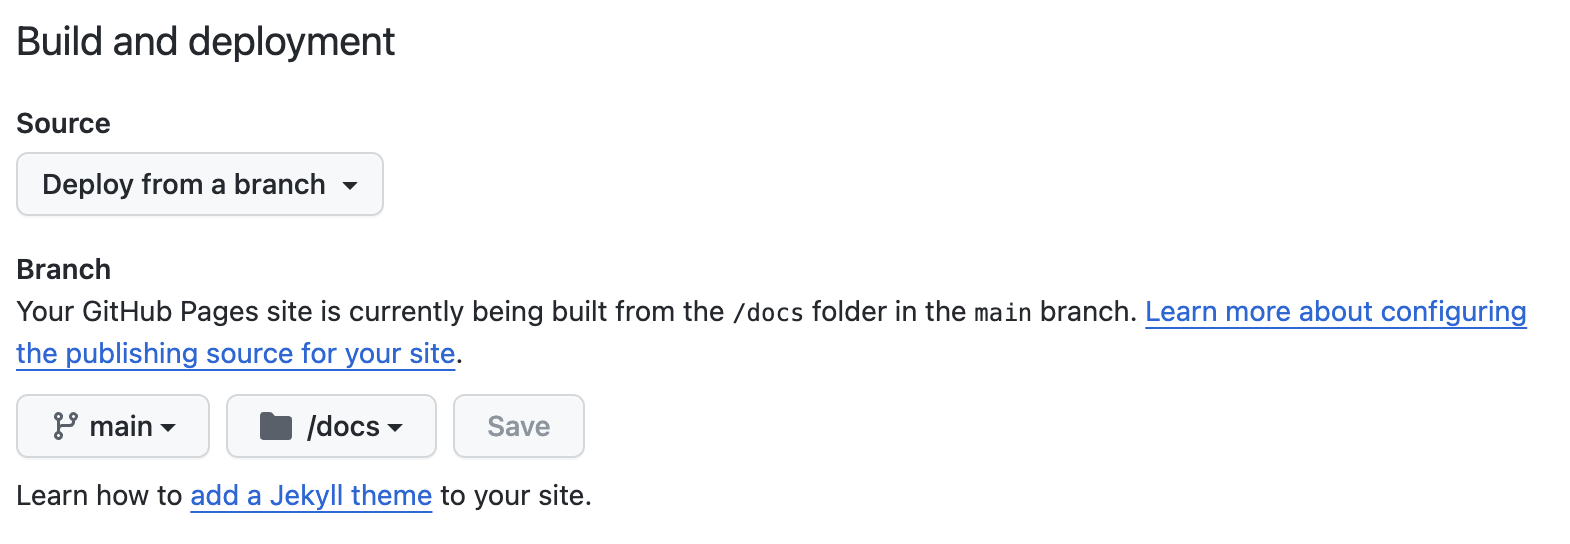 Build and deployment
Source
Deploy from a branch
Branch
Your GitHub Pages site is currently being built from the /docs folder in the main branch. Learn more about configuring
the publishing source for your site.
main /docs Save
Learn how to add a Jekyll theme to your site.